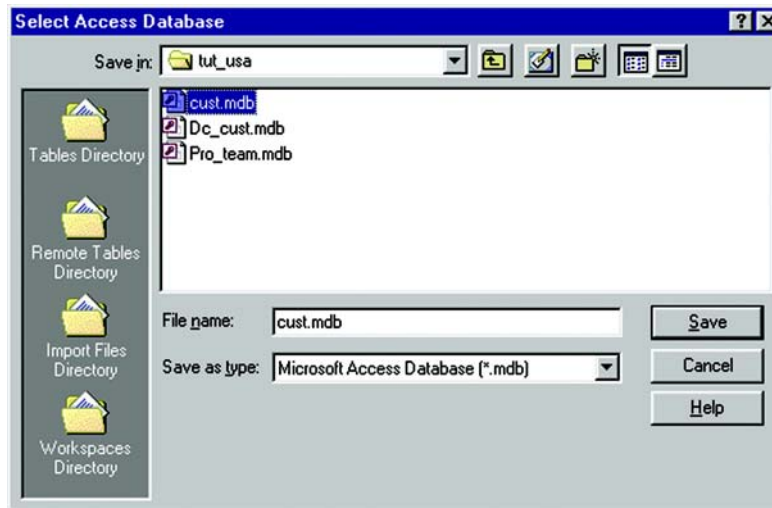 Select Access Database
Save in: tut_usa
Tables Directory
Remote Tables
Directory
Import Files
Directory
Workspaces
Directory
cust.mdb
Dc_cust.mdb
Pro_team.mdb
File name: cust.mdb
Save as type: Microsoft Access Database (*.mdb)
Save
Cancel
Help